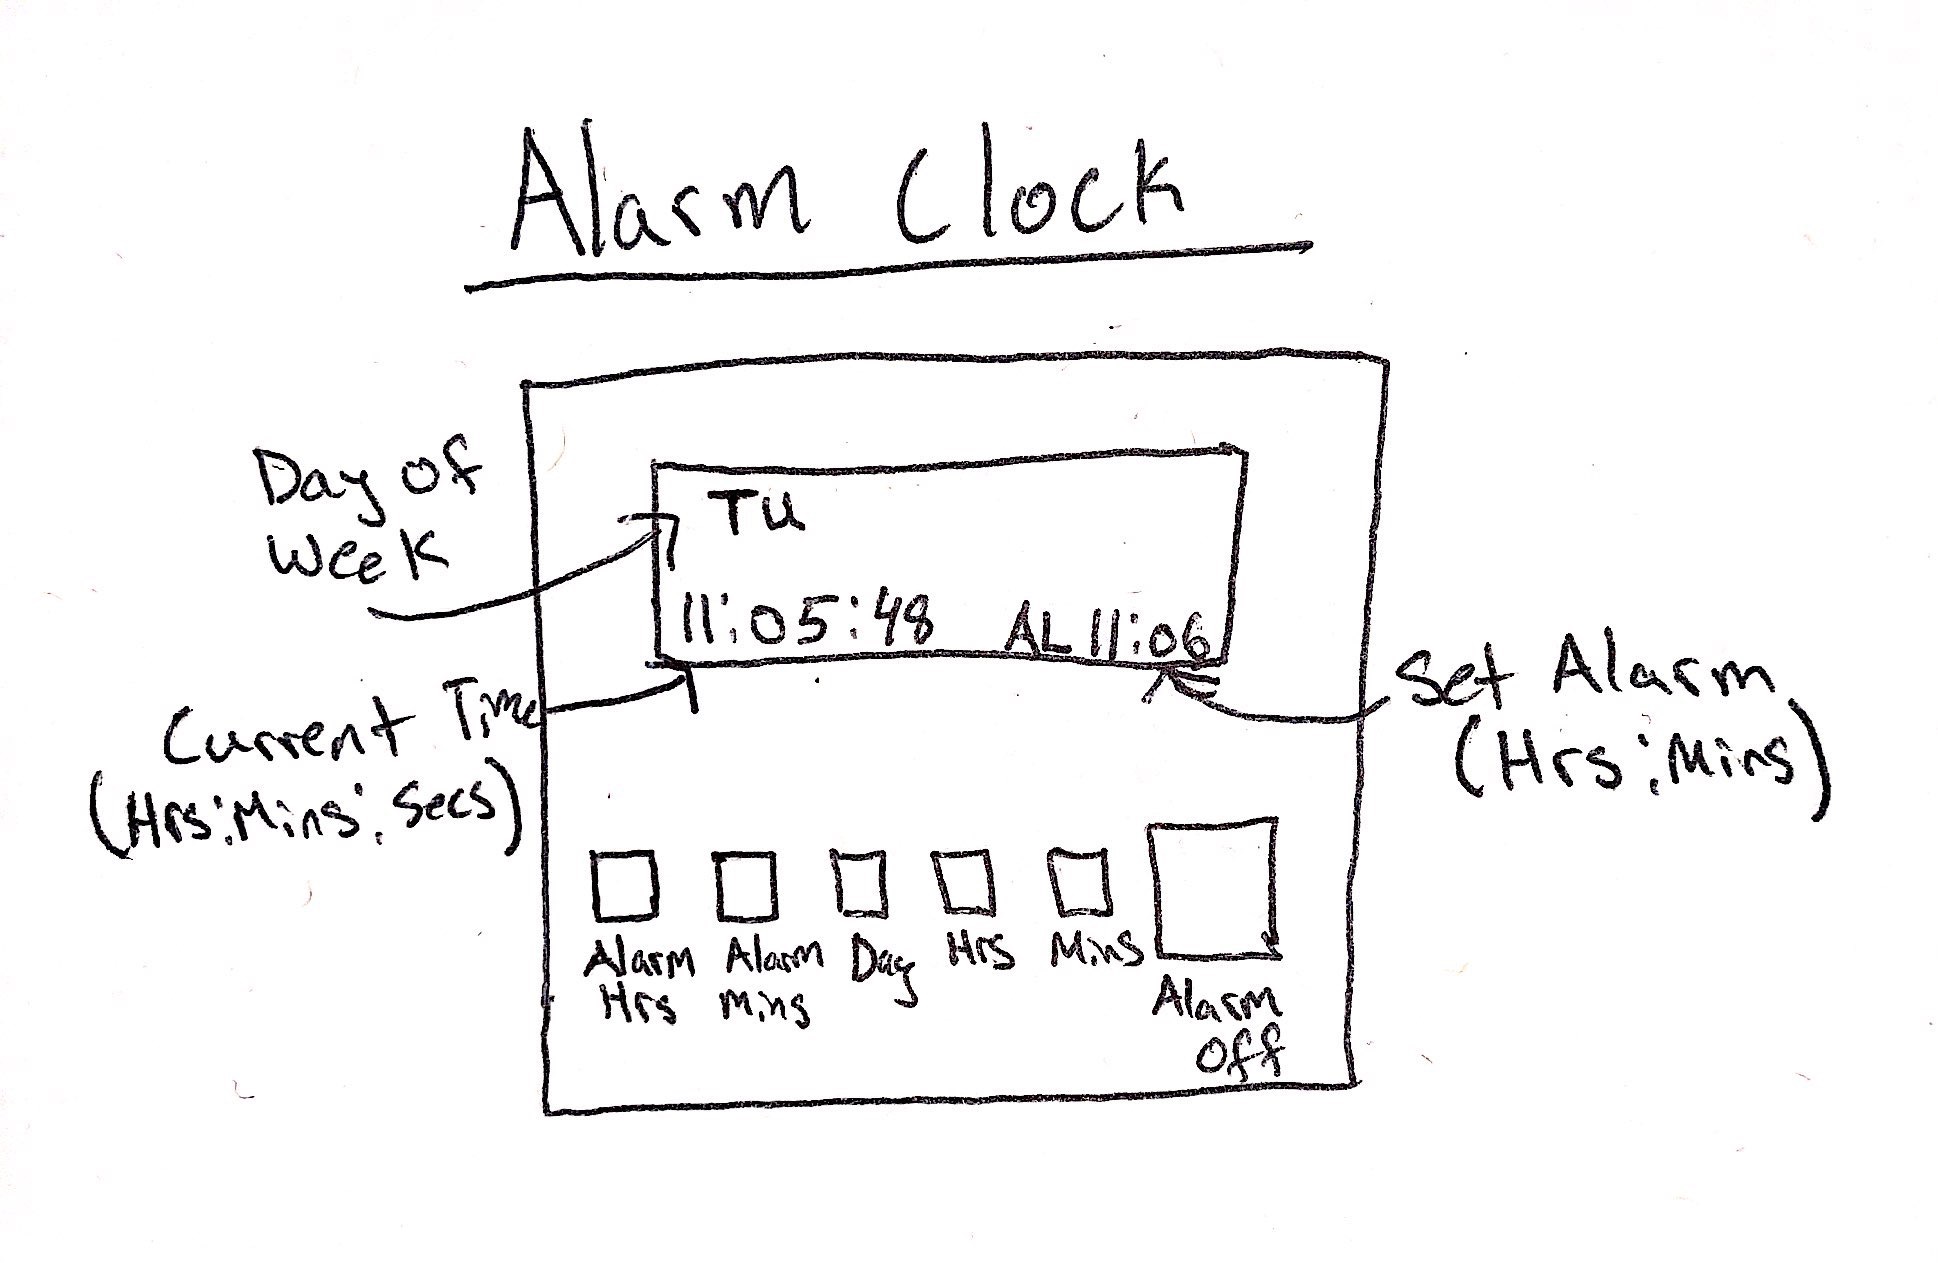 Alarm Clock
Day of
Week
TU
11:05:48 AL 11:06
Current Time
(Hrs:Mins:Secs)
Set Alarm
(Hrs:Mins)
Alarm
Hrs
Alarm
Mins
Day
Hrs
Mins
Alarm
Off